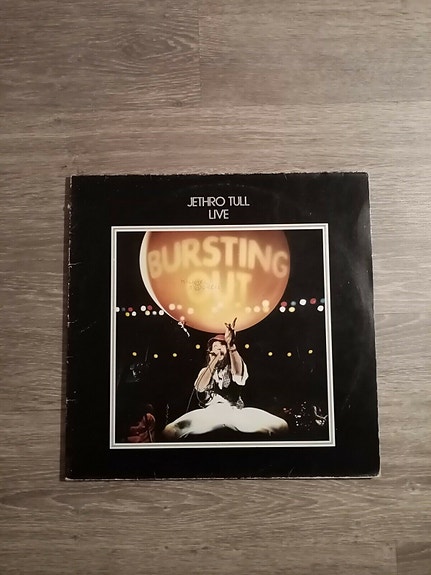 JETHRO TULL
LIVE
BURSTING
OUT